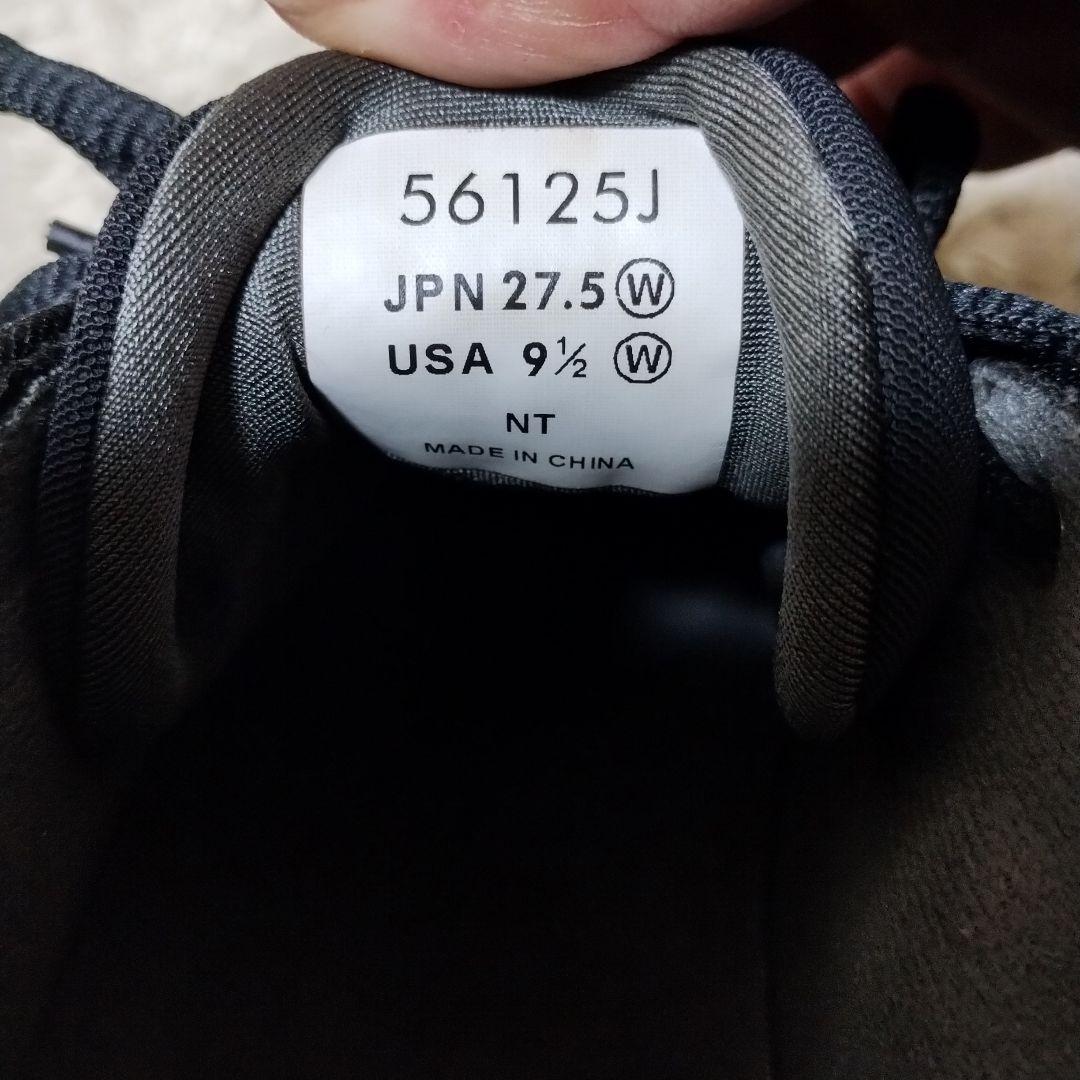 56125J
JPN 27.5 Ⓦ
USA 9½ Ⓦ
NT
MADE IN CHINA